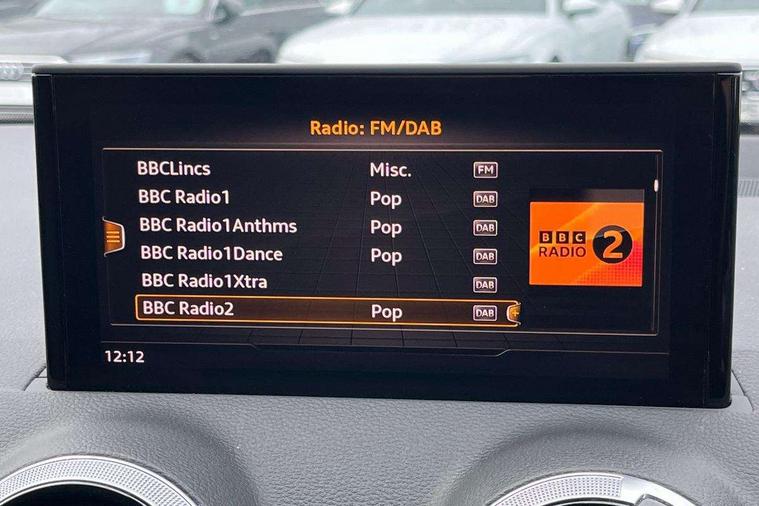 Radio: FM/DAB
BBCLincs Misc. FM
BBC Radio1 Pop DAB
BBC Radio1Anthms Pop DAB
BBC Radio1Dance Pop DAB
BBC Radio1Xtra DAB
BBC Radio2 Pop DAB
BBC
RADIO 2
12:12